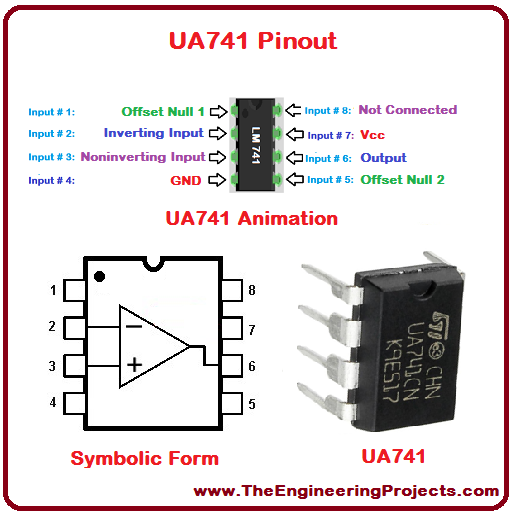 UA741 Pinout
Input # 1: Offset Null 1 Input # 8: Not Connected
Input # 2: Inverting Input Input # 7: Vcc
Input # 3: Noninverting Input Input # 6: Output
Input # 4: GND Input # 5: Offset Null 2
LM 741
UA741 Animation
1 8
2 − 7
3 + 6
4 5
CHN
UA741CN
K9E517
Symbolic Form UA741
www.TheEngineeringProjects.com